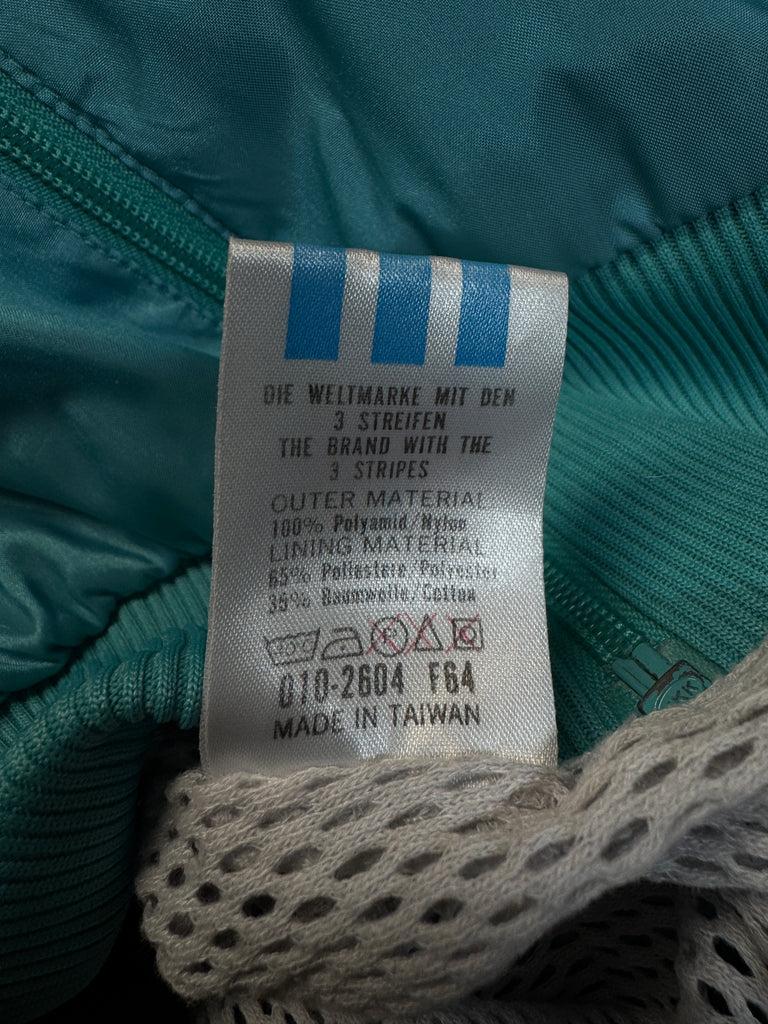 DIE WELTMARKE MIT DEN
3 STREIFEN
THE BRAND WITH THE
3 STRIPES
OUTER MATERIAL:
100% Polyamid/Nylon
LINING MATERIAL
65% Poliestere/Polyester
35% Baumwolle/Cotton
010-2604 F64
MADE IN TAIWAN